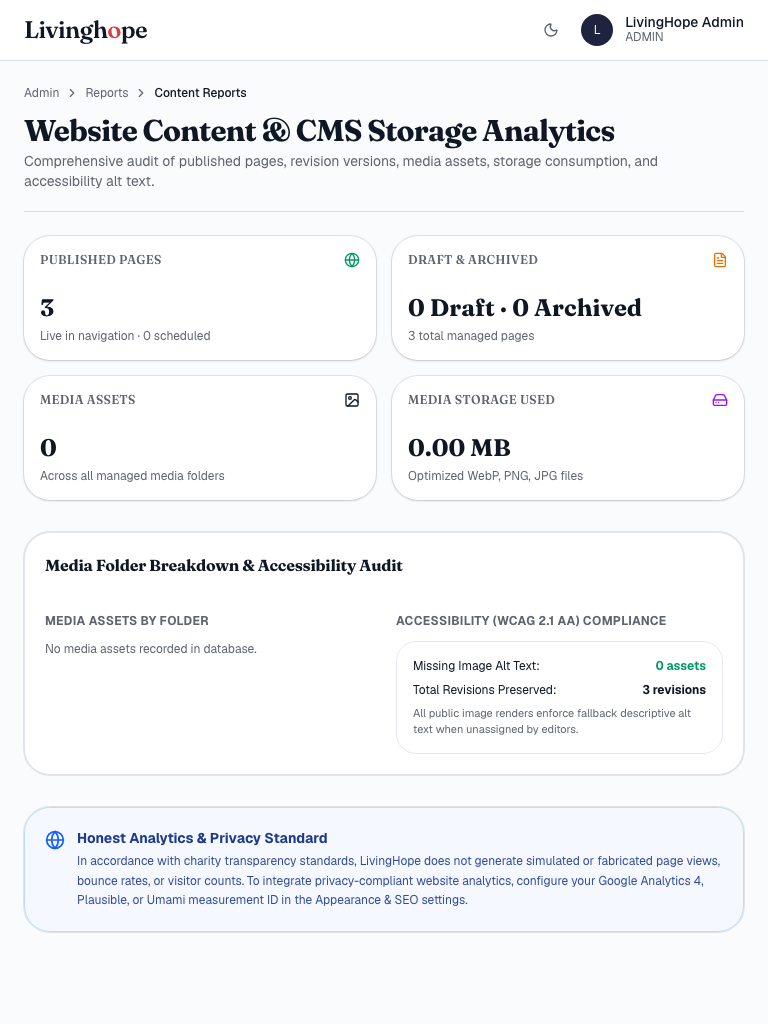 Livinghope
L
LivingHope Admin
ADMIN
Admin > Reports > Content Reports
Website Content & CMS Storage Analytics
Comprehensive audit of published pages, revision versions, media assets, storage consumption, and
accessibility alt text.
PUBLISHED PAGES
3
Live in navigation · 0 scheduled
DRAFT & ARCHIVED
0 Draft · 0 Archived
3 total managed pages
MEDIA ASSETS
0
Across all managed media folders
MEDIA STORAGE USED
0.00 MB
Optimized WebP, PNG, JPG files
Media Folder Breakdown & Accessibility Audit
MEDIA ASSETS BY FOLDER
No media assets recorded in database.
ACCESSIBILITY (WCAG 2.1 AA) COMPLIANCE
Missing Image Alt Text: 0 assets
Total Revisions Preserved: 3 revisions
All public image renders enforce fallback descriptive alt
text when unassigned by editors.
Honest Analytics & Privacy Standard
In accordance with charity transparency standards, LivingHope does not generate simulated or fabricated page views,
bounce rates, or visitor counts. To integrate privacy-compliant website analytics, configure your Google Analytics 4,
Plausible, or Umami measurement ID in the Appearance & SEO settings.